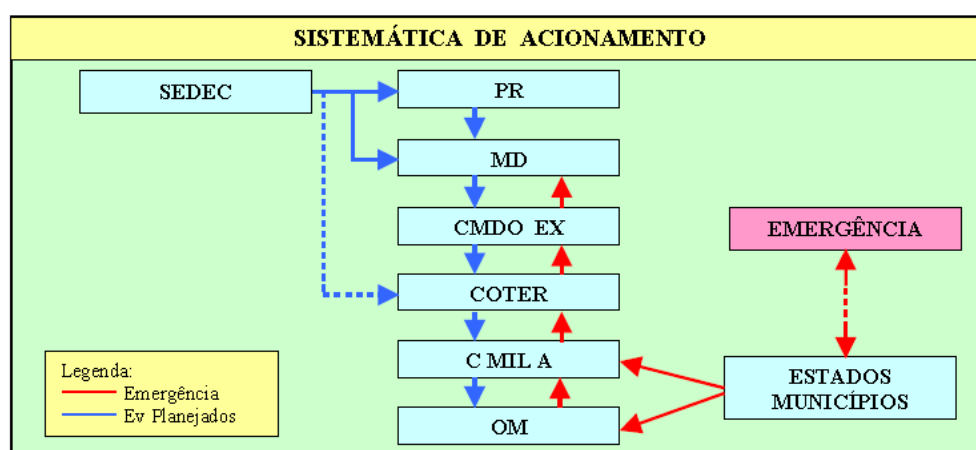 SISTEMÁTICA DE ACIONAMENTO
SEDEC
PR
MD
CMDO EX
EMERGÊNCIA
COTER
C MIL A
ESTADOS
MUNICÍPIOS
OM
Legenda:
Emergência
Ev Planejados